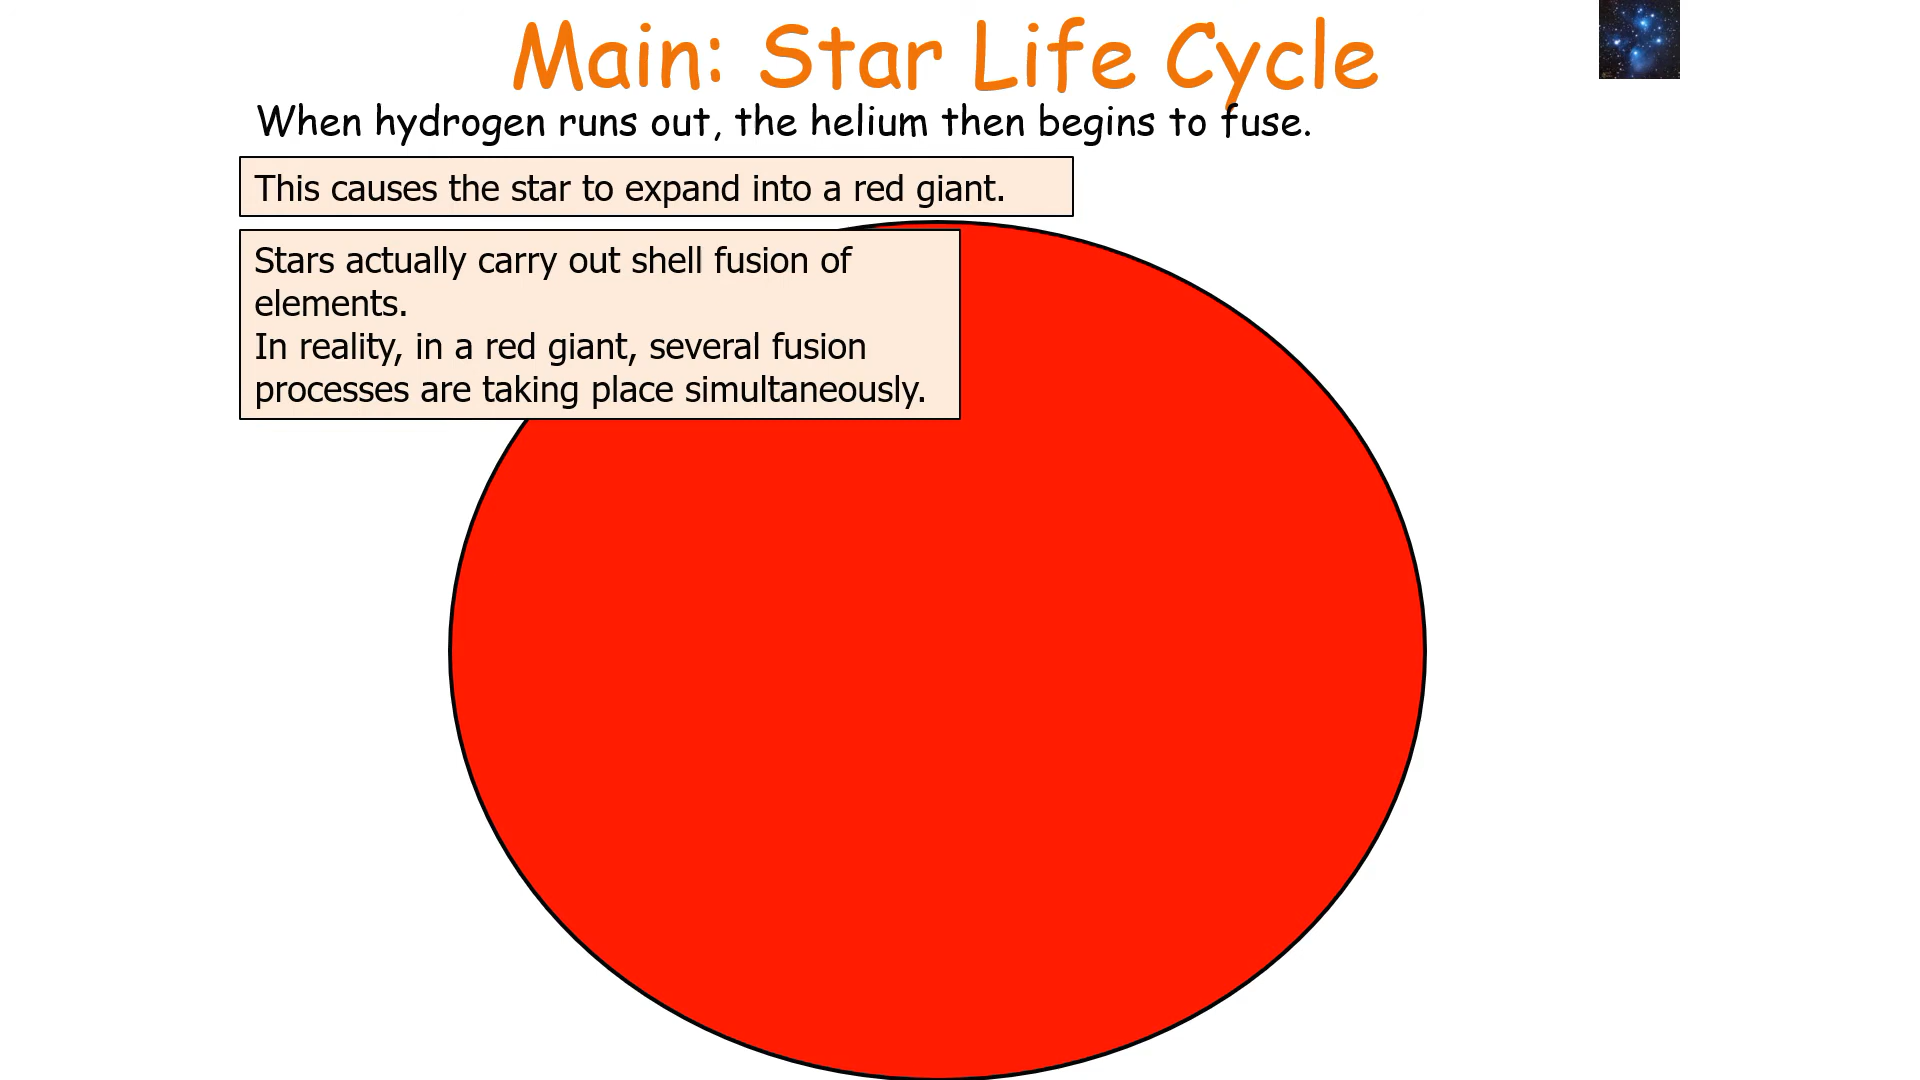 Main: Star Life Cycle
When hydrogen runs out, the helium then begins to fuse.
This causes the star to expand into a red giant.
Stars actually carry out shell fusion of
elements.
In reality, in a red giant, several fusion
processes are taking place simultaneously.